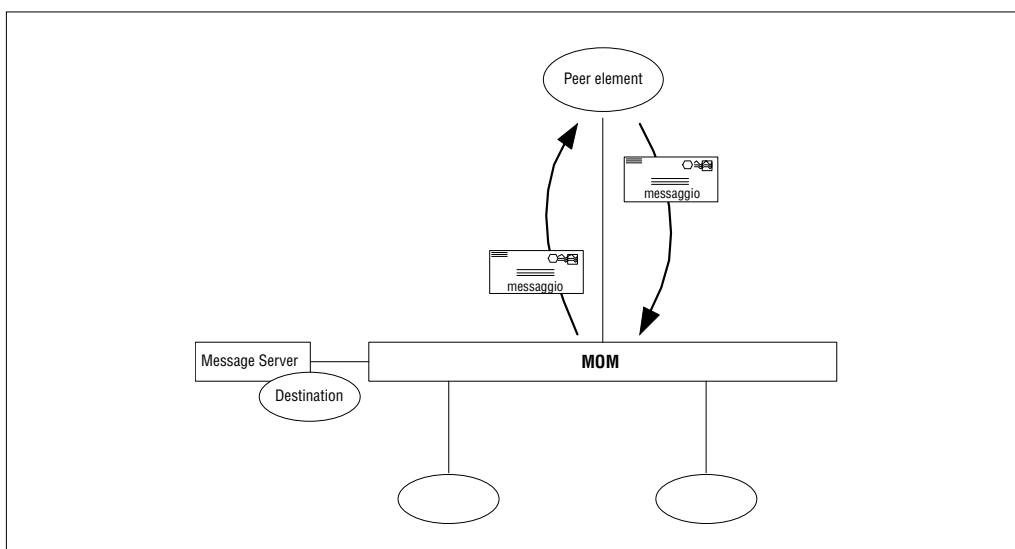 Peer element
messaggio
messaggio
Message Server
MOM
Destination